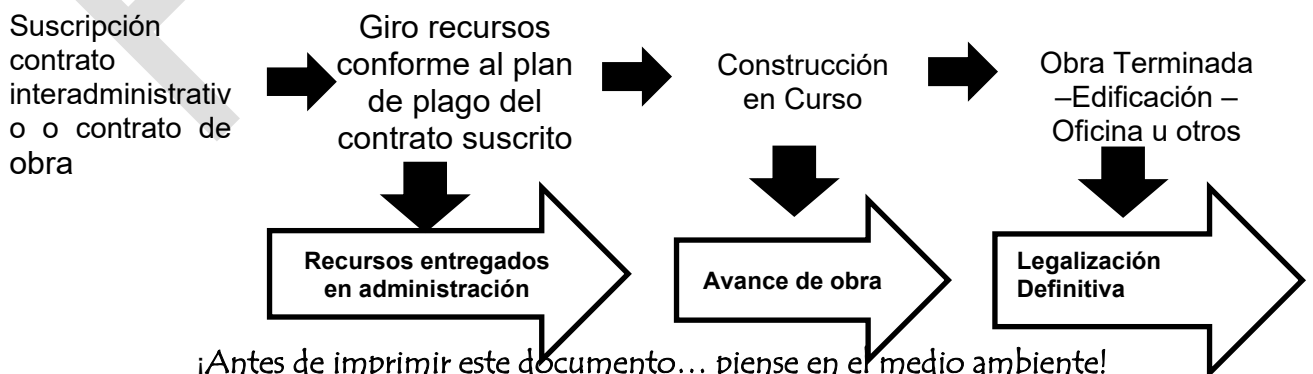 Suscripción
contrato
interadministrativ
o o contrato de
obra
Giro recursos
conforme al plan
de plago del
contrato suscrito
Construcción
en Curso
Obra Terminada
–Edificación –
Oficina u otros
Recursos entregados
en administración
Avance de obra
Legalización
Definitiva
¡Antes de imprimir este documento… piense en el medio ambiente!